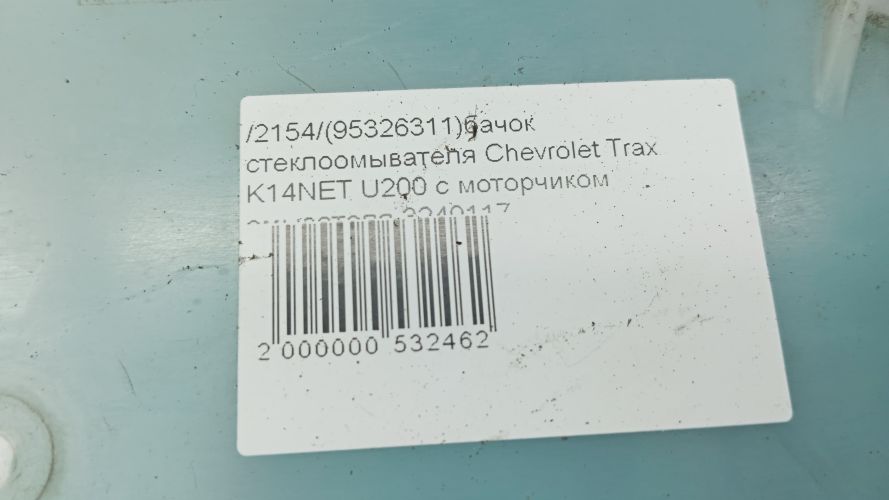 /2154/(95326311)бачок
стеклоомывателя Chevrolet Trax
K14NET U200 с моторчиком
2 000000 532462